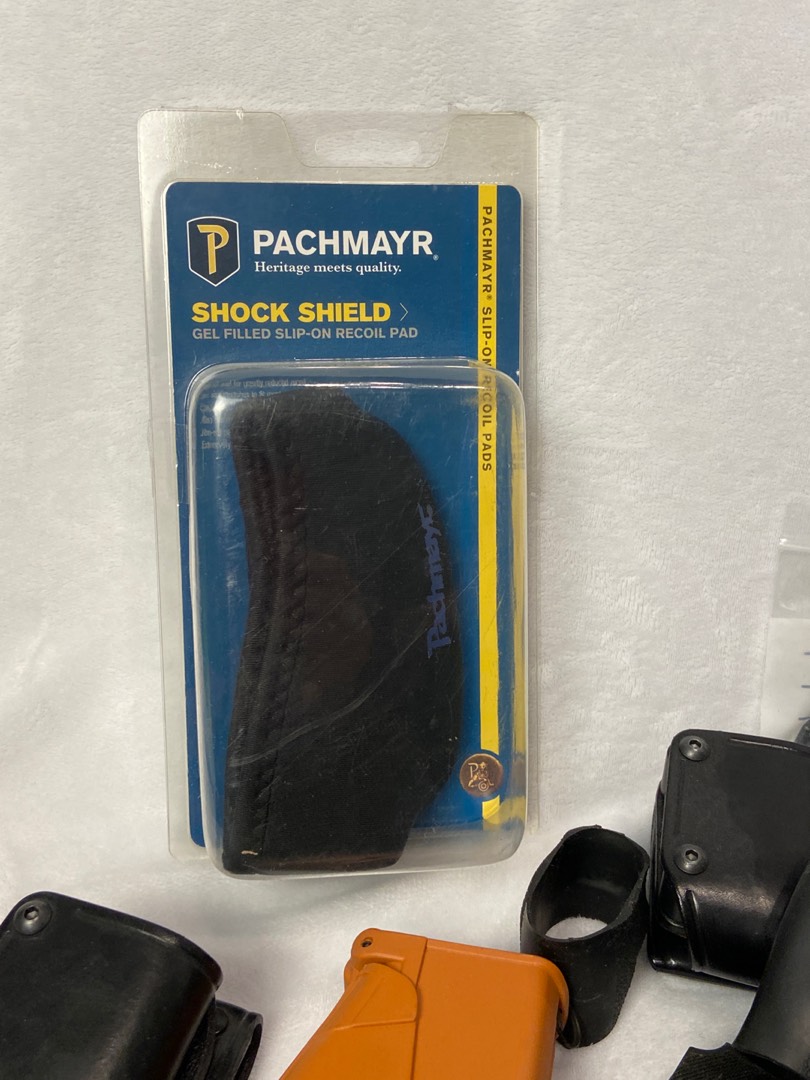 P PACHMAYR®
Heritage meets quality.
SHOCK SHIELD >
GEL FILLED SLIP-ON RECOIL PAD
PACHMAYR® SLIP-ON RECOIL PADS
Pachmayr